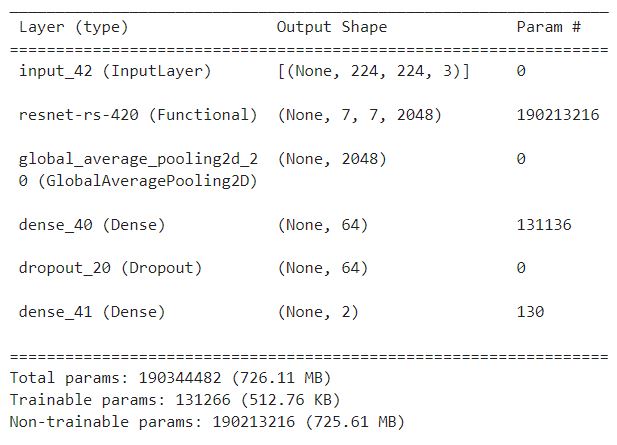 Layer (type) Output Shape Param #
input_42 (InputLayer) [(None, 224, 224, 3)] 0
resnet-rs-420 (Functional) (None, 7, 7, 2048) 190213216
global_average_pooling2d_2 (None, 2048) 0
0 (GlobalAveragePooling2D)
dense_40 (Dense) (None, 64) 131136
dropout_20 (Dropout) (None, 64) 0
dense_41 (Dense) (None, 2) 130
Total params: 190344482 (726.11 MB)
Trainable params: 131266 (512.76 KB)
Non-trainable params: 190213216 (725.61 MB)